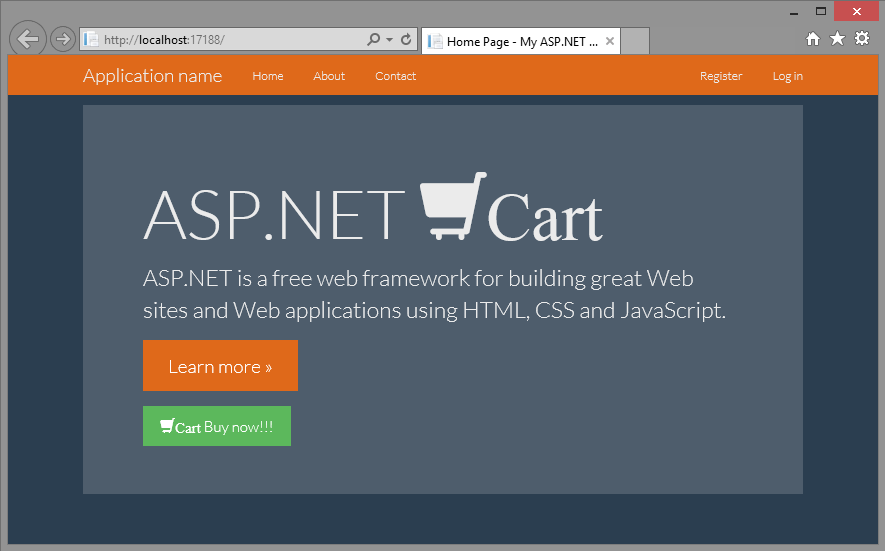 http://localhost:17188/
Home Page - My ASP.NET ...
Application name Home About Contact Register Log in
ASP.NET Cart
ASP.NET is a free web framework for building great Web
sites and Web applications using HTML, CSS and JavaScript.
Learn more »
Cart Buy now!!!